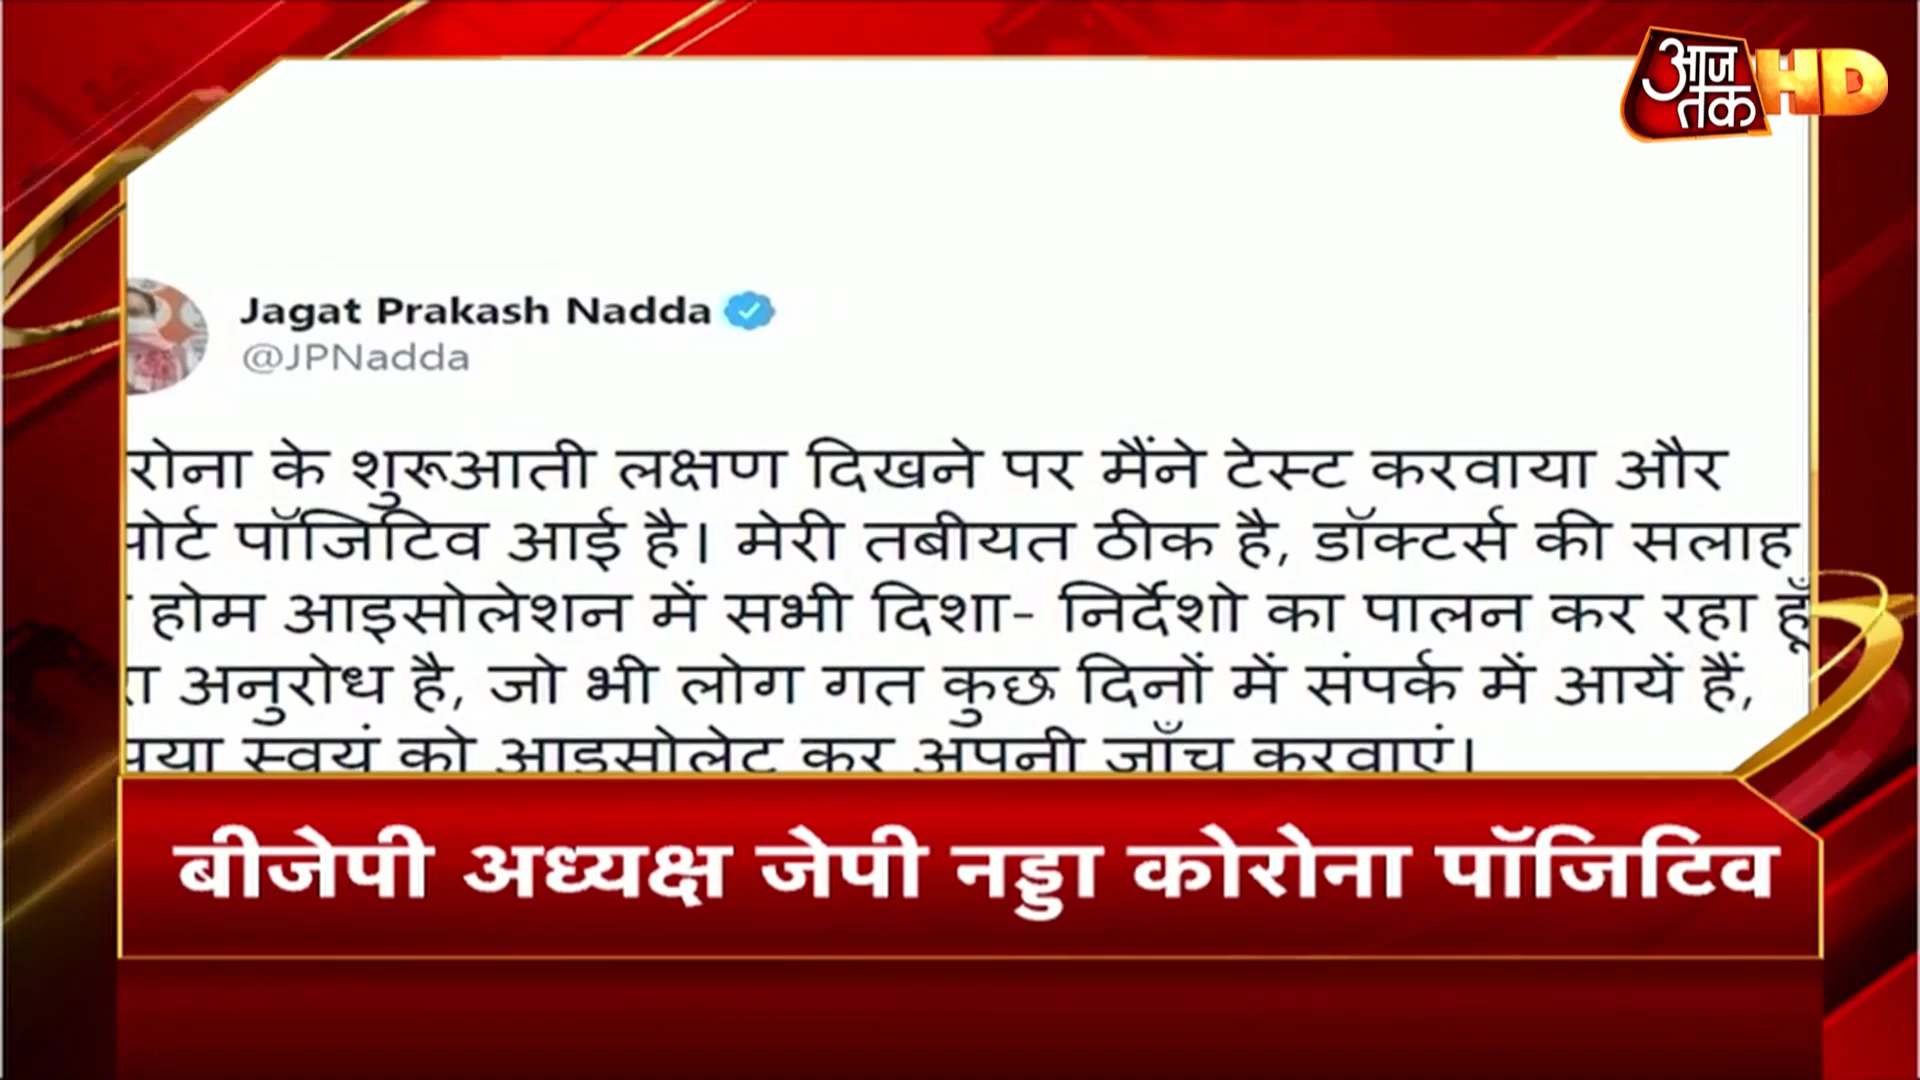 आज तक HD
Jagat Prakash Nadda
@JPNadda
रोना के शुरूआती लक्षण दिखने पर मैंने टेस्ट करवाया और
पोर्ट पॉजिटिव आई है। मेरी तबीयत ठीक है, डॉक्टर्स की सलाह
होम आइसोलेशन में सभी दिशा- निर्देशो का पालन कर रहा हूँ
रा अनुरोध है, जो भी लोग गत कुछ दिनों में संपर्क में आयें हैं,
पया स्वयं को आइसोलेट कर अपनी जाँच करवाएं।
बीजेपी अध्यक्ष जेपी नड्डा कोरोना पॉजिटिव